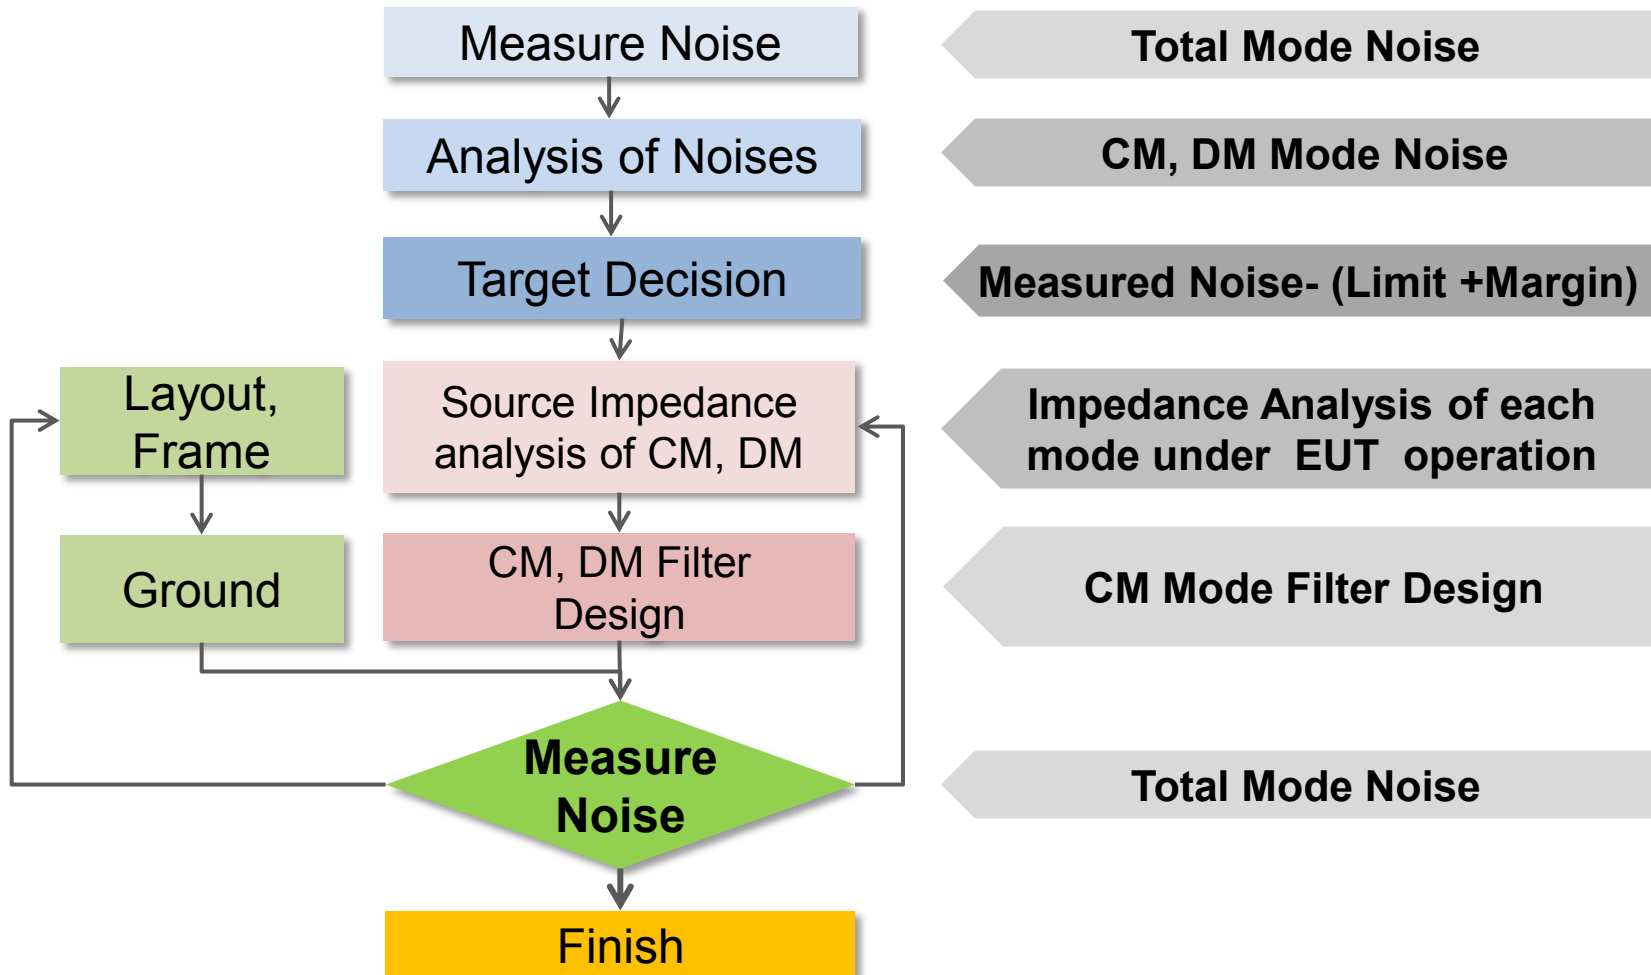 Measure Noise
Total Mode Noise
Analysis of Noises
CM, DM Mode Noise
Target Decision
Measured Noise- (Limit +Margin)
Layout,
Frame
Source Impedance
analysis of CM, DM
Impedance Analysis of each
mode under EUT operation
Ground
CM, DM Filter
Design
CM Mode Filter Design
Measure
Noise
Total Mode Noise
Finish